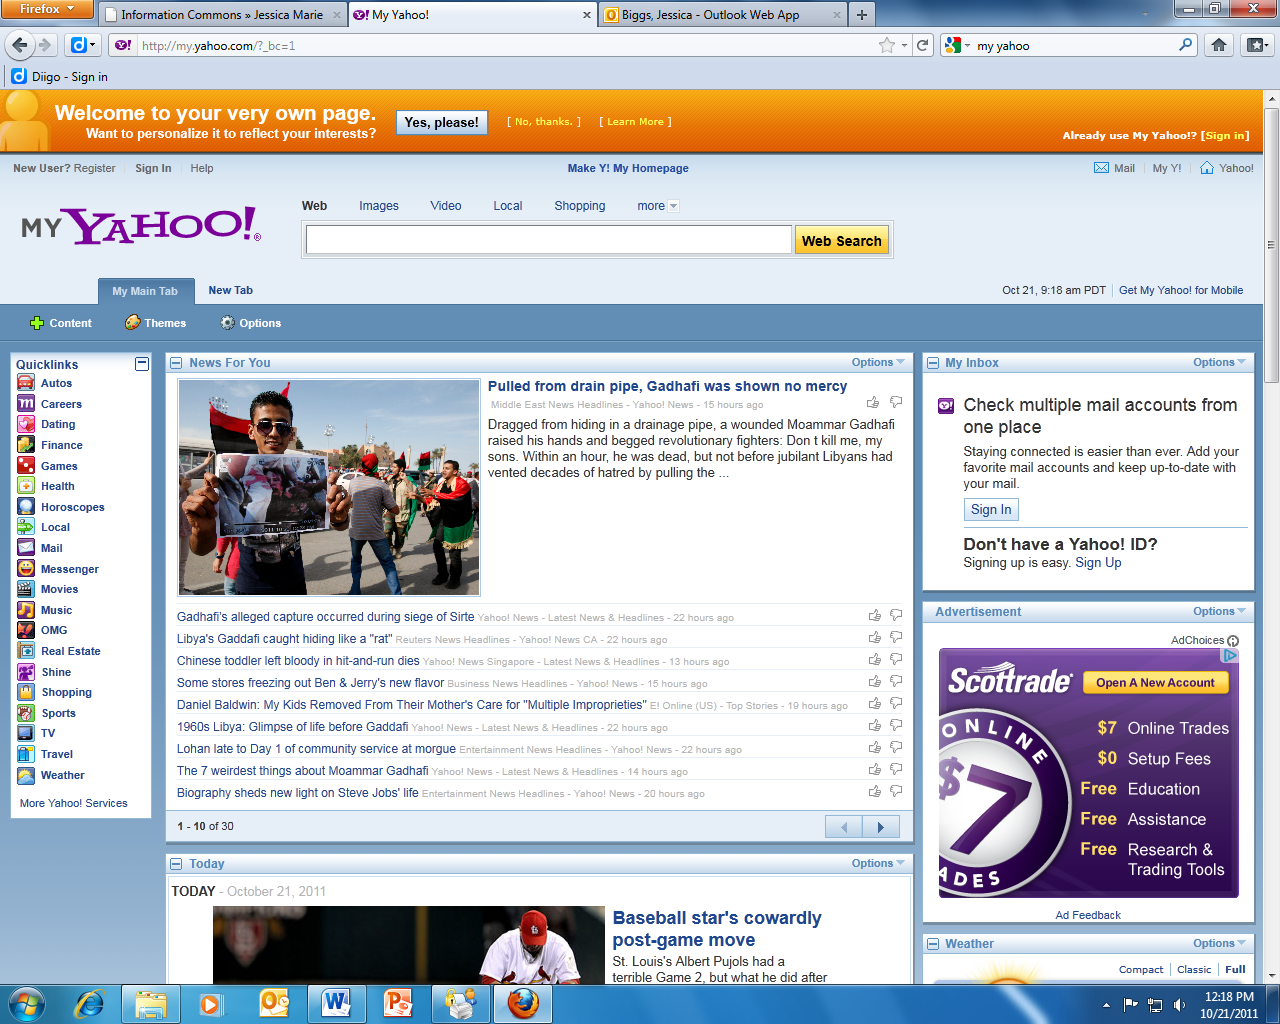 Firefox
Information Commons » Jessica Marie
My Yahoo!
Biggs, Jessica - Outlook Web App
http://my.yahoo.com/?_bc=1
my yahoo
Diigo - Sign in
Welcome to your very own page.
Want to personalize it to reflect your interests?
Yes, please!
[ No, thanks. ]
[ Learn More ]
Already use My Yahoo!? [Sign in]
New User? Register
Sign In
Help
Make Y! My Homepage
Mail
My Y!
Yahoo!
MY YAHOO!
Web
Images
Video
Local
Shopping
more
Web Search
My Main Tab
New Tab
Oct 21, 9:18 am PDT
Get My Yahoo! for Mobile
Content
Themes
Options
Quicklinks
Autos
Careers
Dating
Finance
Games
Health
Horoscopes
Local
Mail
Messenger
Movies
Music
OMG
Real Estate
Shine
Shopping
Sports
TV
Travel
Weather
More Yahoo! Services
News For You
Options
Pulled from drain pipe, Gadhafi was shown no mercy
Middle East News Headlines - Yahoo! News - 15 hours ago
Dragged from hiding in a drainage pipe, a wounded Moammar Gadhafi
raised his hands and begged revolutionary fighters: Don t kill me, my
sons. Within an hour, he was dead, but not before jubilant Libyans had
vented decades of hatred by pulling the ...
Gadhafi's alleged capture occurred during siege of Sirte Yahoo! News - Latest News & Headlines - 22 hours ago
Libya's Gaddafi caught hiding like a "rat" Reuters News Headlines - Yahoo! News CA - 22 hours ago
Chinese toddler left bloody in hit-and-run dies Yahoo! News Singapore - Latest News & Headlines - 13 hours ago
Some stores freezing out Ben & Jerry's new flavor Business News Headlines - Yahoo! News - 15 hours ago
Daniel Baldwin: My Kids Removed From Their Mother's Care for "Multiple Improprieties" E! Online (US) - Top Stories - 19 hours ago
1960s Libya: Glimpse of life before Gaddafi Yahoo! News - Latest News & Headlines - 22 hours ago
Lohan late to Day 1 of community service at morgue Entertainment News Headlines - Yahoo! News - 22 hours ago
The 7 weirdest things about Moammar Gadhafi Yahoo! News - Latest News & Headlines - 14 hours ago
Biography sheds new light on Steve Jobs' life Entertainment News Headlines - Yahoo! News - 20 hours ago
1 - 10 of 30
Today
Options
TODAY - October 21, 2011
Baseball star's cowardly
post-game move
St. Louis's Albert Pujols had a
terrible Game 2, but what he did after
My Inbox
Options
Check multiple mail accounts from
one place
Staying connected is easier than ever. Add your
favorite mail accounts and keep up-to-date with
your mail.
Sign In
Don't have a Yahoo! ID?
Signing up is easy. Sign Up
Advertisement
Options
AdChoices
Scottrade
Open A New Account
ONLINE
$7
TRADES
$7 Online Trades
$0 Setup Fees
Free Education
Free Assistance
Free Research &
Trading Tools
Ad Feedback
Weather
Options
Compact
Classic
Full
12:18 PM
10/21/2011